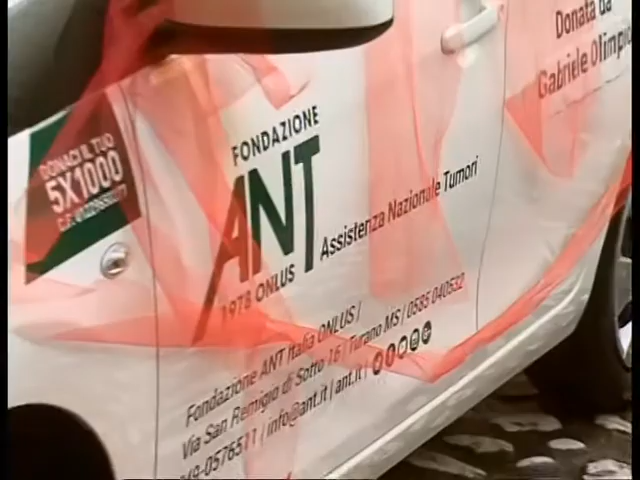 Donata da
Gabriele Olimpio
DONACI IL TUO
5X1000
FONDAZIONE
ANT
1978 ONLUS
Assistenza Nazionale Tumori
Fondazione ANT Italia ONLUS |
Via San Remigio di Sotto 16 | Turano MS | 0585 040532
info@ant.it | ant.it |